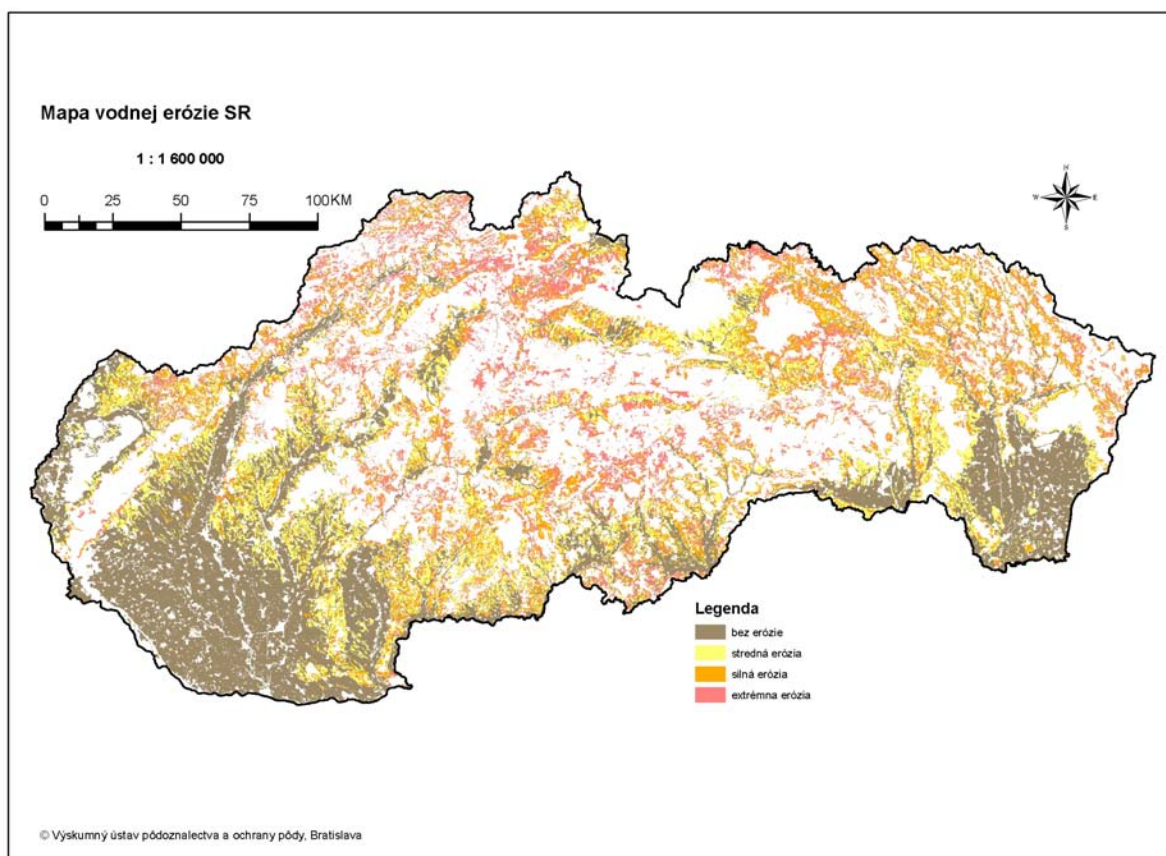 Mapa vodnej erózie SR
1 : 1 600 000
0 25 50 75 100KM
N
W E
S
Legenda
bez erózie
stredná erózia
silná erózia
extrémna erózia
© Výskumný ústav pôdoznalectva a ochrany pôdy, Bratislava